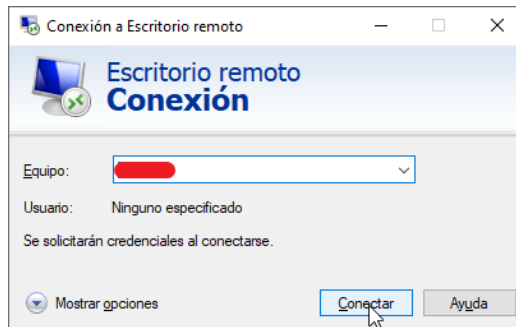 Conexión a Escritorio remoto
Escritorio remoto
Conexión
Equipo:
Usuario: Ninguno especificado
Se solicitarán credenciales al conectarse.
Mostrar opciones Conectar Ayuda